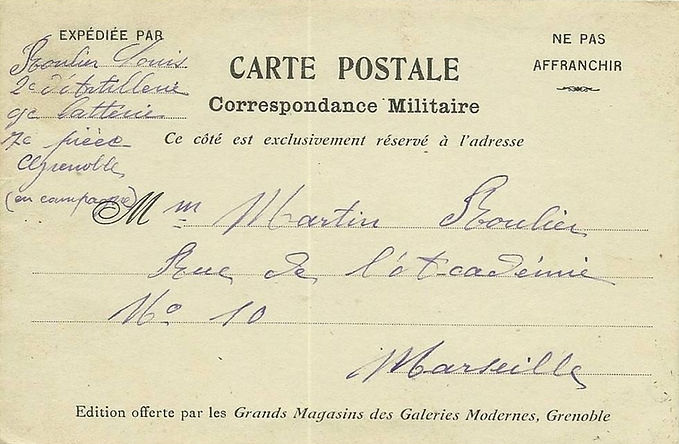 EXPÉDIÉE PAR
Roulier Louis
2e d'Artillerie
9e batterie
7e pièce
Grenoble
(en campagne)
NE PAS
AFFRANCHIR
CARTE POSTALE
Correspondance Militaire
Ce côté est exclusivement réservé à l'adresse
Mme Martin Roulier
Rue de l'Académie
No 10
Marseille
Edition offerte par les Grands Magasins des Galeries Modernes, Grenoble